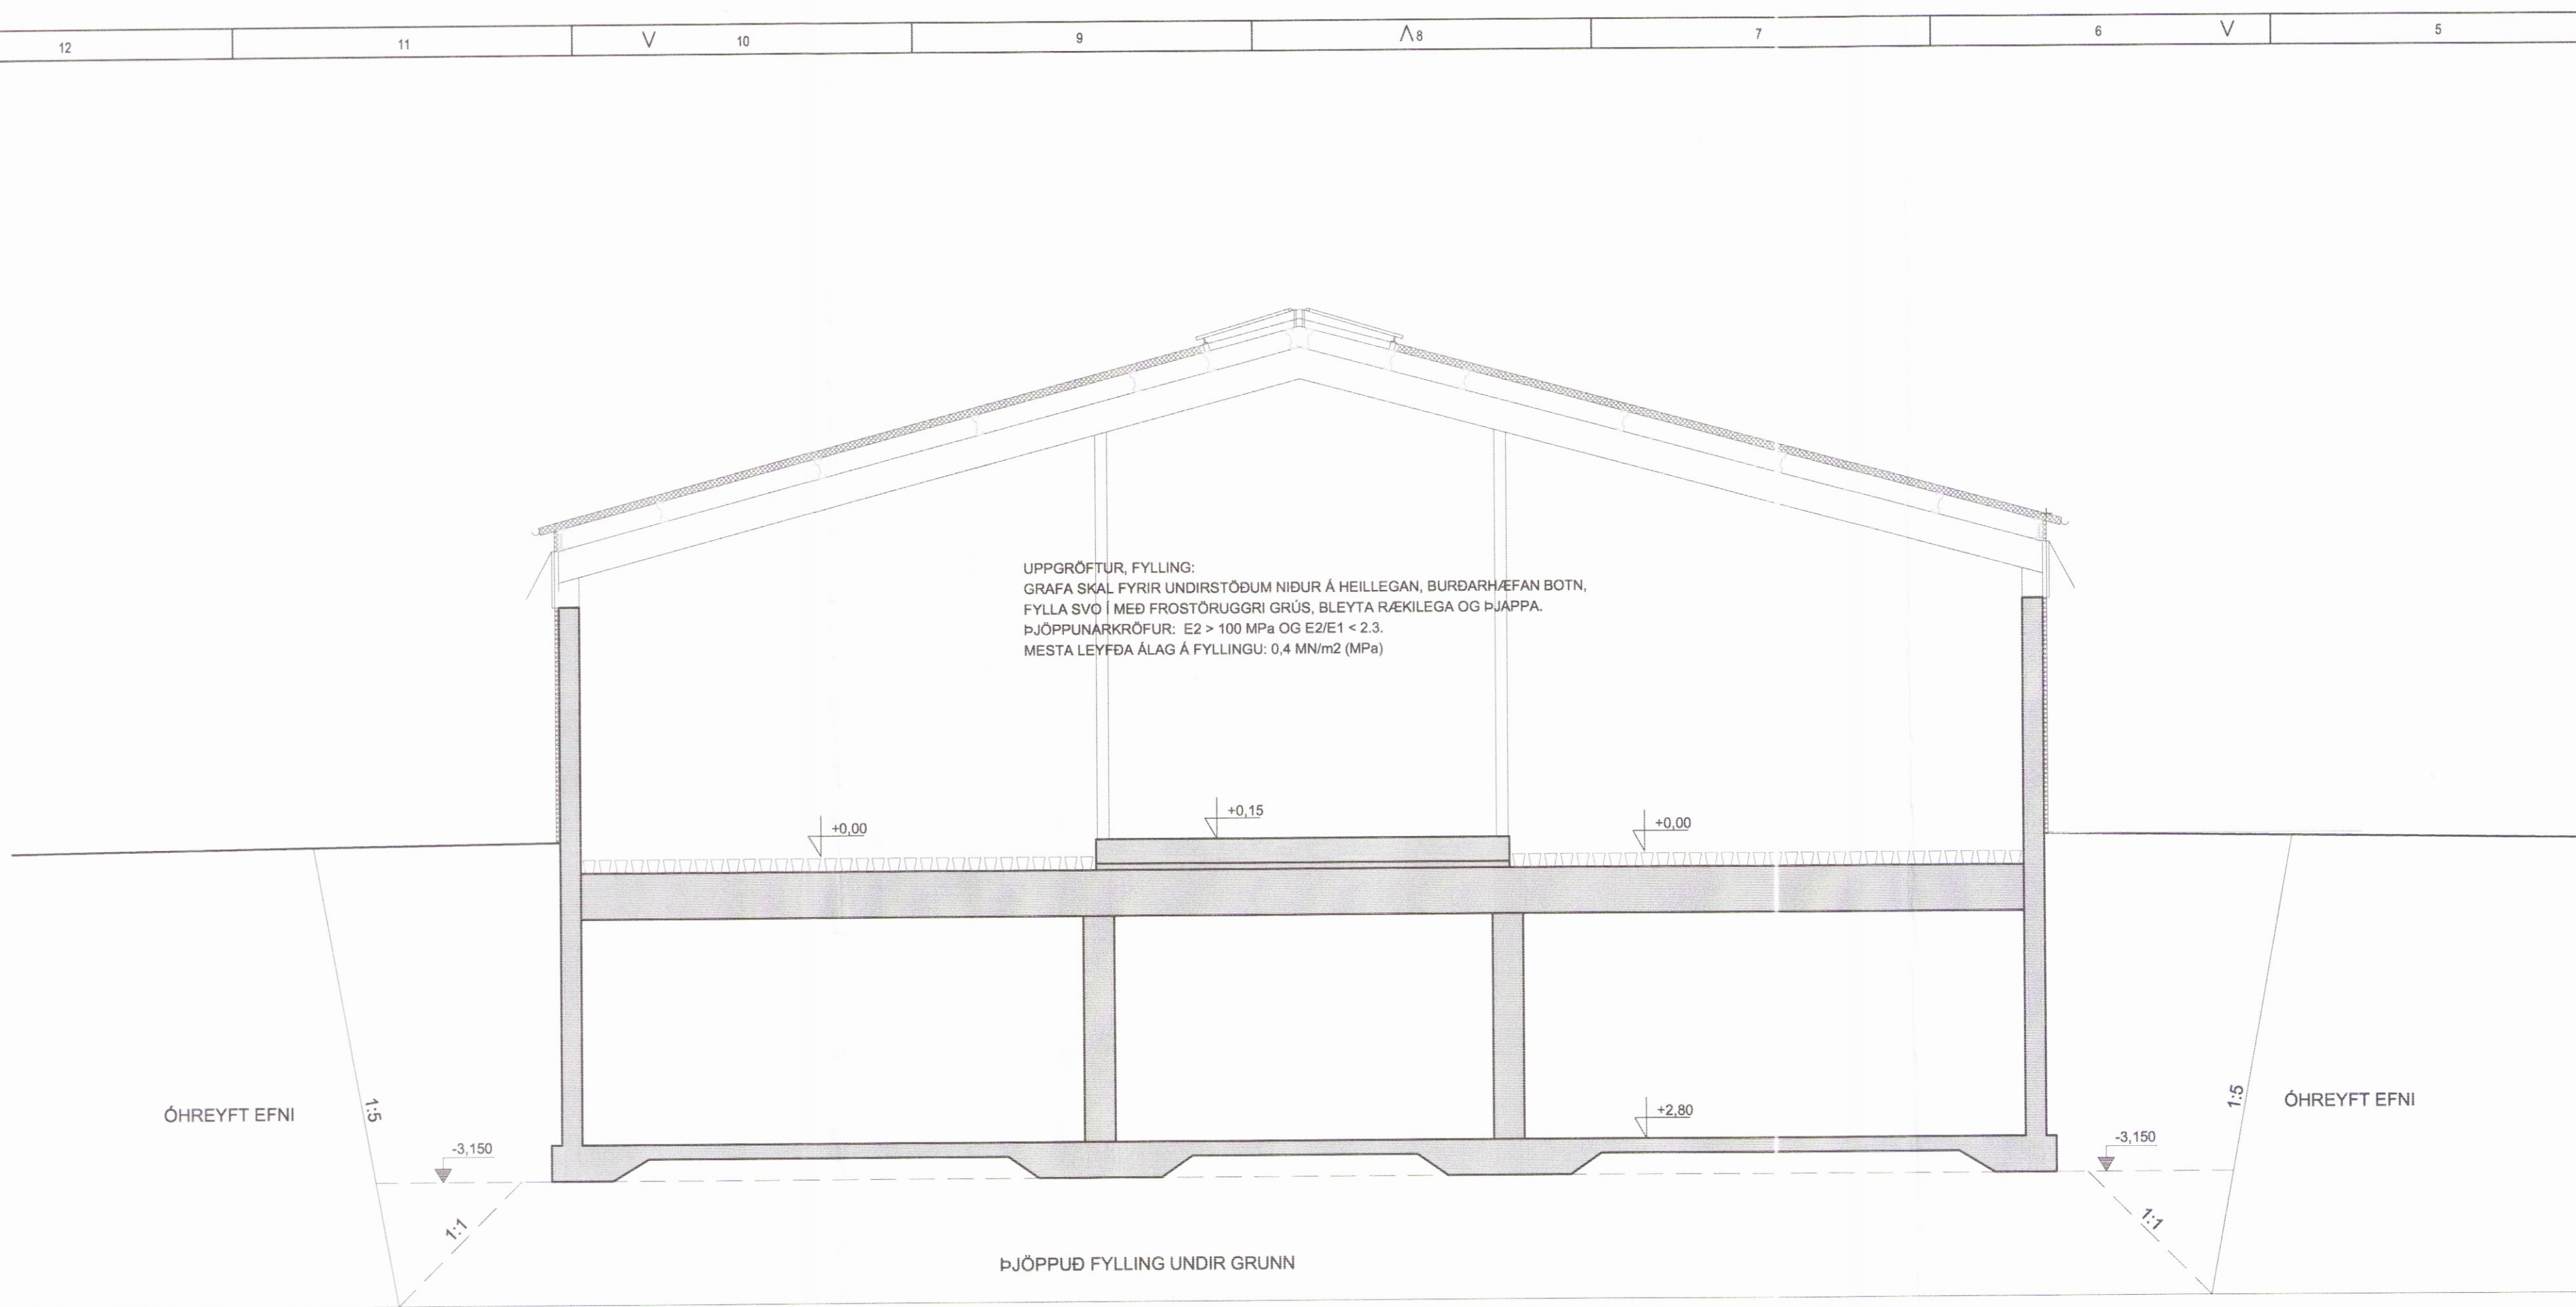 12 11 V 10 9 Λ 8 7 6 V 5
UPPGRÖFTUR, FYLLING:
GRAFA SKAL FYRIR UNDIRSTÖÐUM NIÐUR Á HEILLEGAN, BURÐARHÆFAN BOTN,
FYLLA SVO Í MEÐ FROSTÖRUGGRI GRÚS, BLEYTA RÆKILEGA OG ÞJAPPA.
ÞJÖPPUNARKRÖFUR: E2 > 100 MPa OG E2/E1 < 2.3.
MESTA LEYFÐA ÁLAG Á FYLLINGU: 0,4 MN/m2 (MPa)
+0,15
+0,00
+0,00
1:5
ÓHREYFT EFNI
+2,80
1:5
ÓHREYFT EFNI
-3,150
-3,150
1:1
1:1
ÞJÖPPUÐ FYLLING UNDIR GRUNN